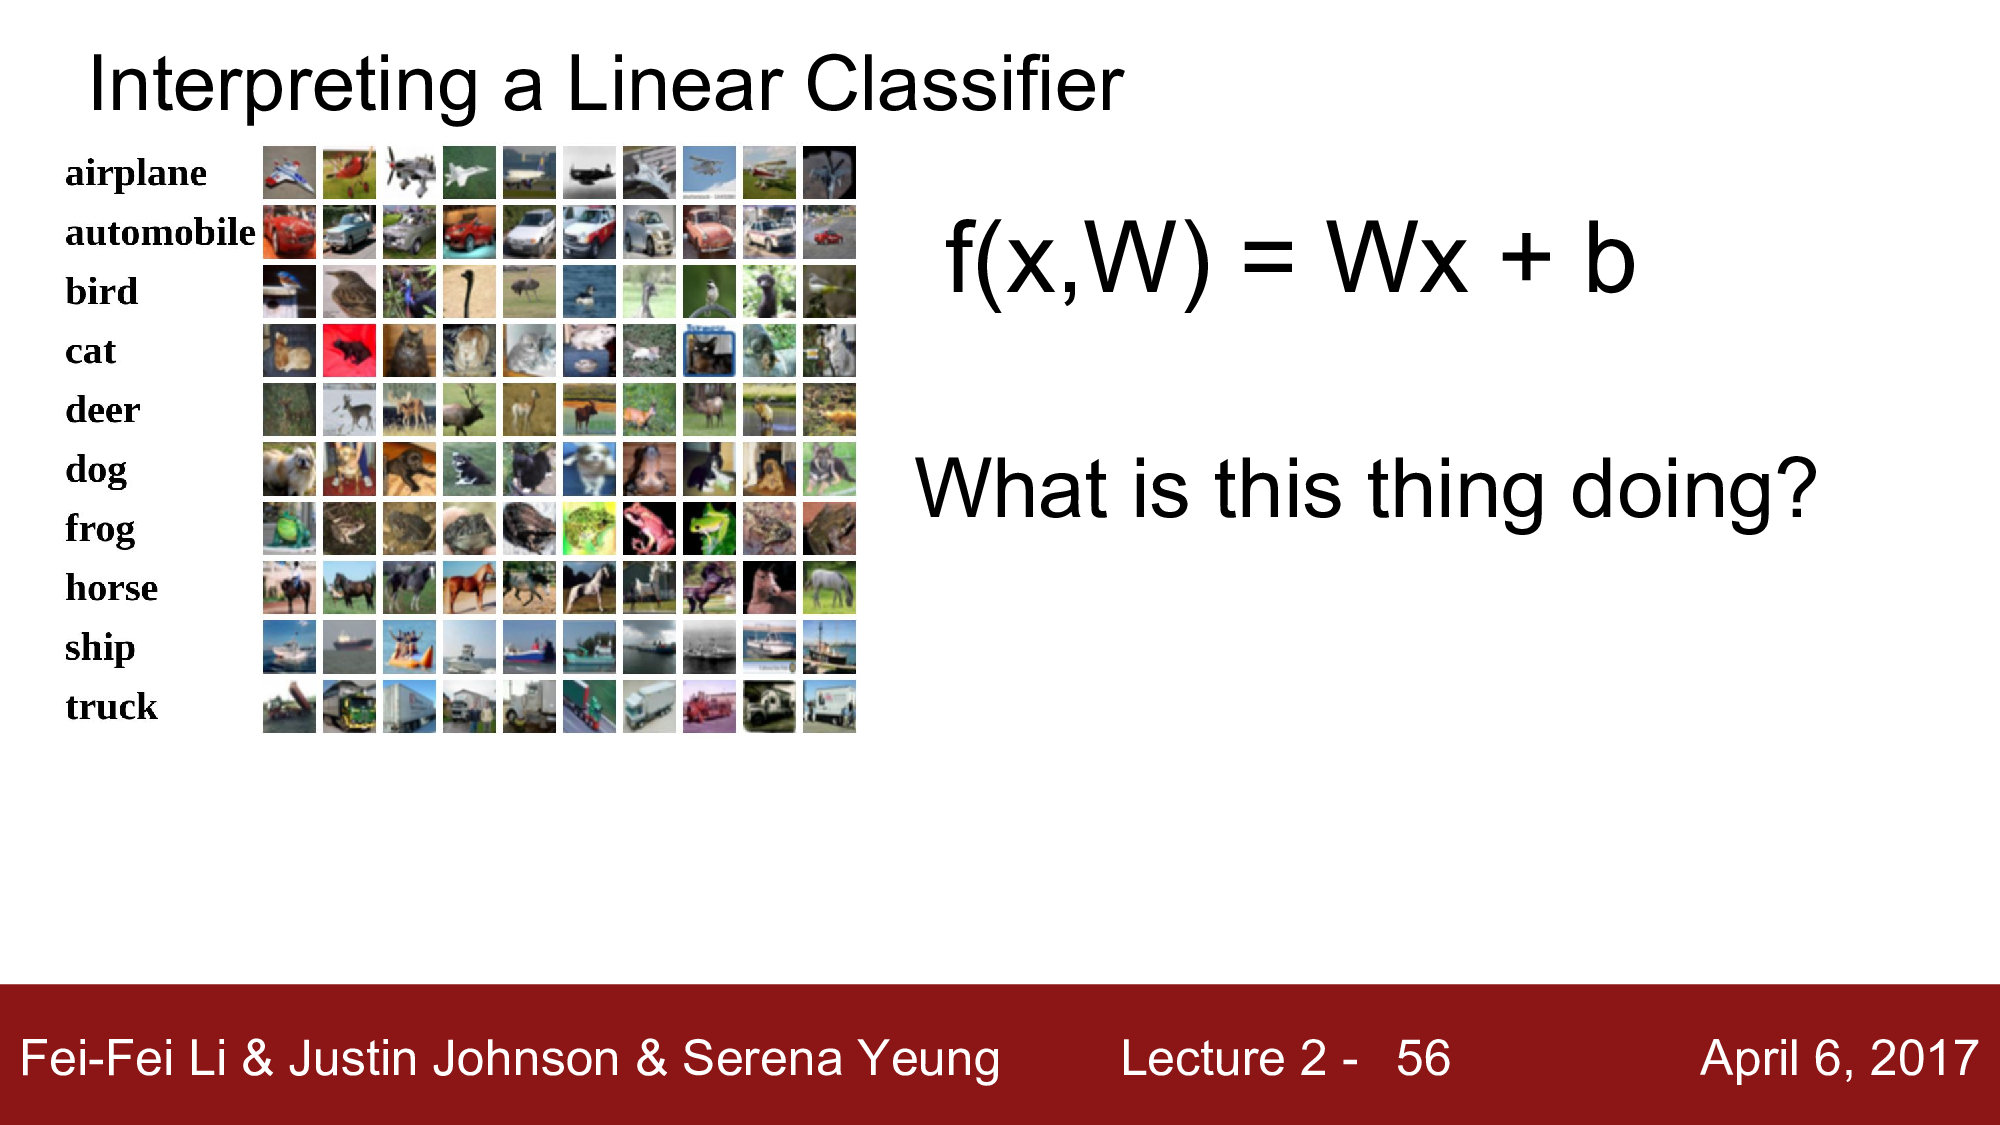 Interpreting a Linear Classifier
airplane
automobile
bird
cat
deer
dog
frog
horse
ship
truck
f(x,W) = Wx + b
What is this thing doing?
Fei-Fei Li & Justin Johnson & Serena Yeung Lecture 2 - 56 April 6, 2017